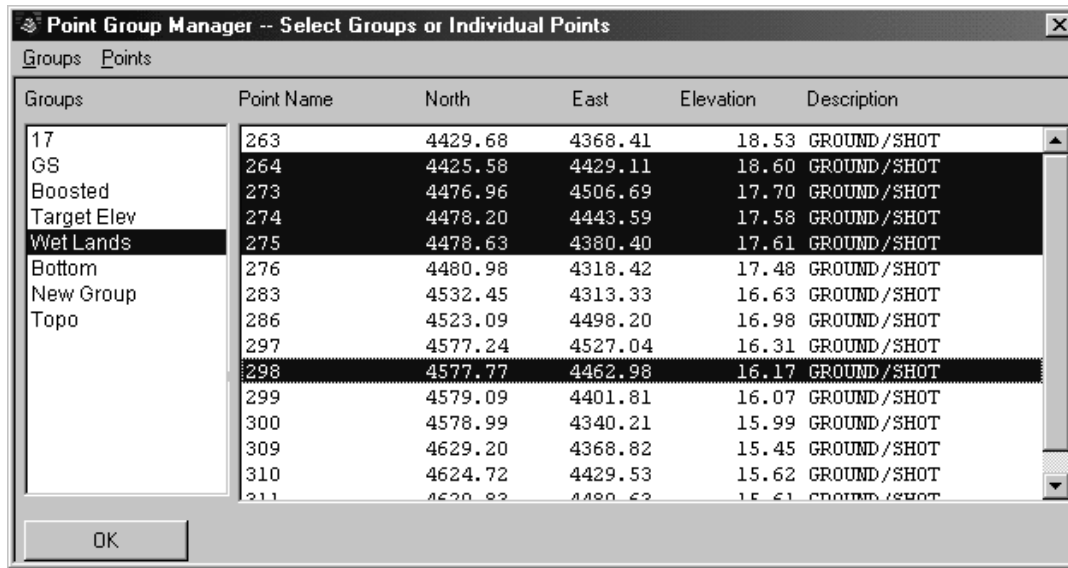 Point Group Manager -- Select Groups or Individual Points
Groups Points
Groups
17
GS
Boosted
Target Elev
Wet Lands
Bottom
New Group
Topo
Point Name North East Elevation Description
263 4429.68 4368.41 18.53 GROUND/SHOT
264 4425.58 4429.11 18.60 GROUND/SHOT
273 4476.96 4506.69 17.70 GROUND/SHOT
274 4478.20 4443.59 17.58 GROUND/SHOT
275 4478.63 4380.40 17.61 GROUND/SHOT
276 4480.98 4318.42 17.48 GROUND/SHOT
283 4532.45 4313.33 16.63 GROUND/SHOT
286 4523.09 4498.20 16.98 GROUND/SHOT
297 4577.24 4527.04 16.31 GROUND/SHOT
298 4577.77 4462.98 16.17 GROUND/SHOT
299 4579.09 4401.81 16.07 GROUND/SHOT
300 4578.99 4340.21 15.99 GROUND/SHOT
309 4629.20 4368.82 15.45 GROUND/SHOT
310 4624.72 4429.53 15.62 GROUND/SHOT
311 GROUND/SHOT
OK